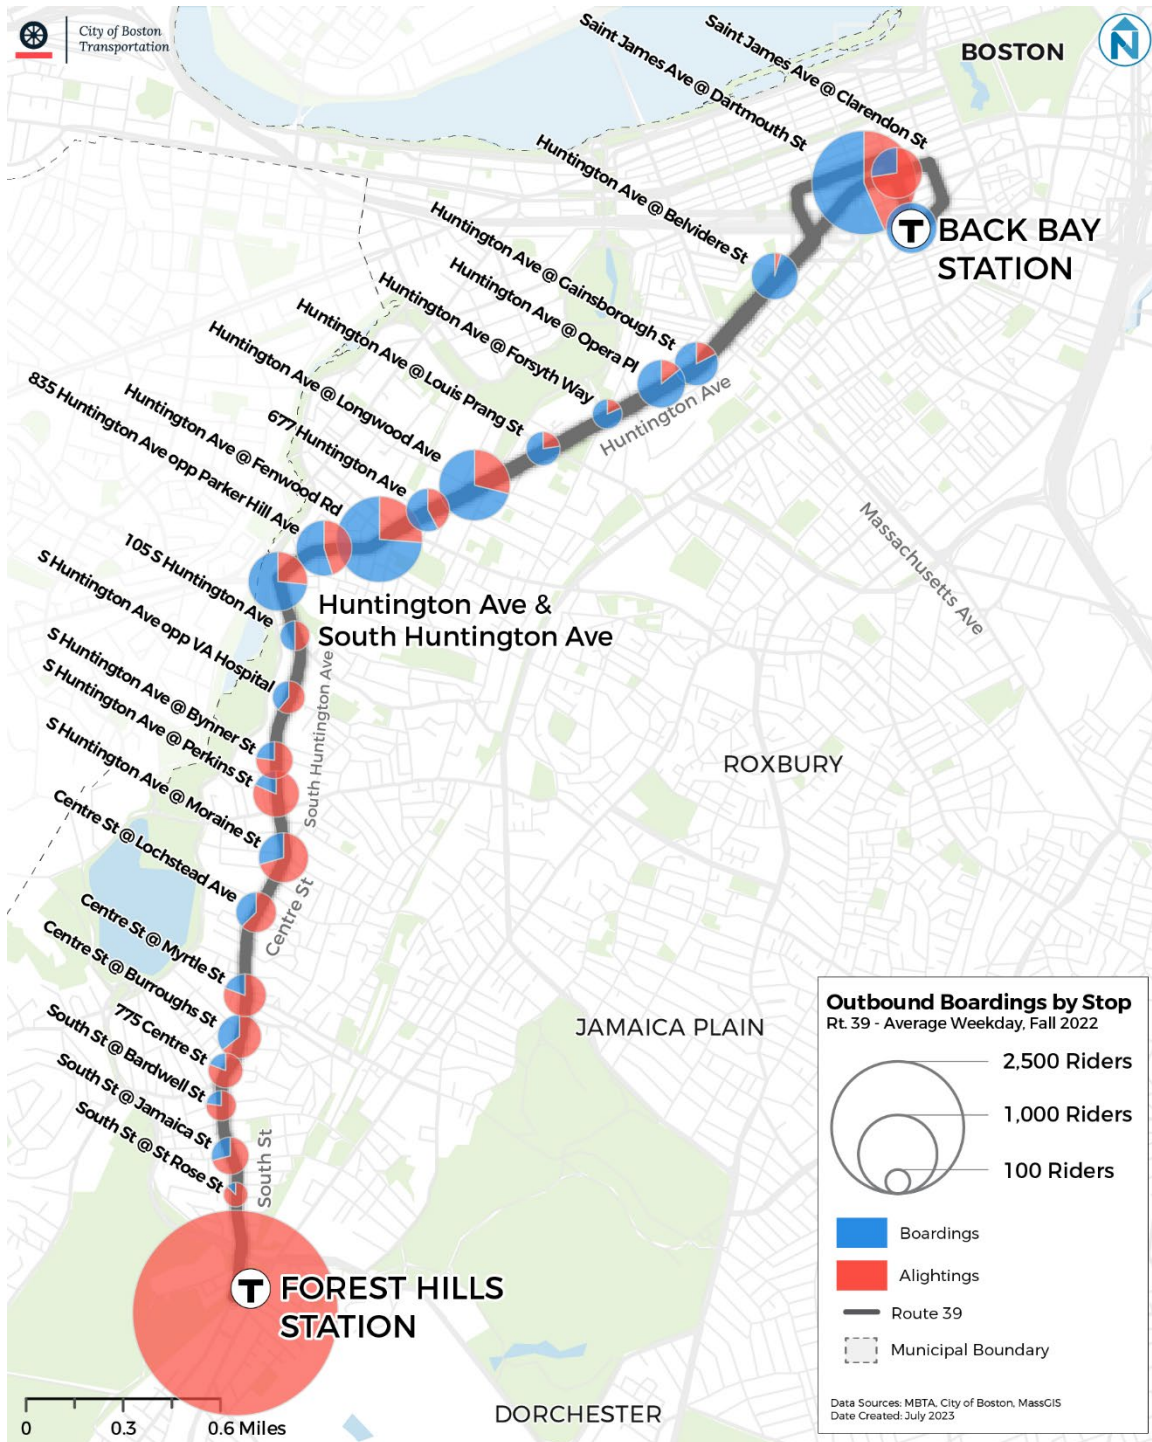 City of Boston
Transportation
N
BOSTON
Saint James Ave @ Clarendon St
Saint James Ave @ Dartmouth St
Huntington Ave @ Belvidere St
T BACK BAY
STATION
Huntington Ave @ Gainsborough St
Huntington Ave @ Opera Pl
Huntington Ave @ Forsyth Way
Huntington Ave
Huntington Ave @ Louis Prang St
Huntington Ave @ Longwood Ave
677 Huntington Ave
Huntington Ave @ Fenwood Rd
835 Huntington Ave opp Parker Hill Ave
Massachusetts Ave
Huntington Ave &
South Huntington Ave
105 S Huntington Ave
S Huntington Ave opp VA Hospital
S Huntington Ave @ Bynner St
S Huntington Ave @ Perkins St
South Huntington Ave
ROXBURY
S Huntington Ave @ Moraine St
Centre St @ Lochstead Ave
Centre St
Centre St @ Myrtle St
Centre St @ Burroughs St
775 Centre St
JAMAICA PLAIN
South St @ Bardwell St
South St @ Jamaica St
South St @ St Rose St
South St
T FOREST HILLS
STATION
DORCHESTER
0 0.3 0.6 Miles
Outbound Boardings by Stop
Rt. 39 - Average Weekday, Fall 2022
2,500 Riders
1,000 Riders
100 Riders
Boardings
Alightings
Route 39
Municipal Boundary
Data Sources: MBTA, City of Boston, MassGIS
Date Created: July 2023